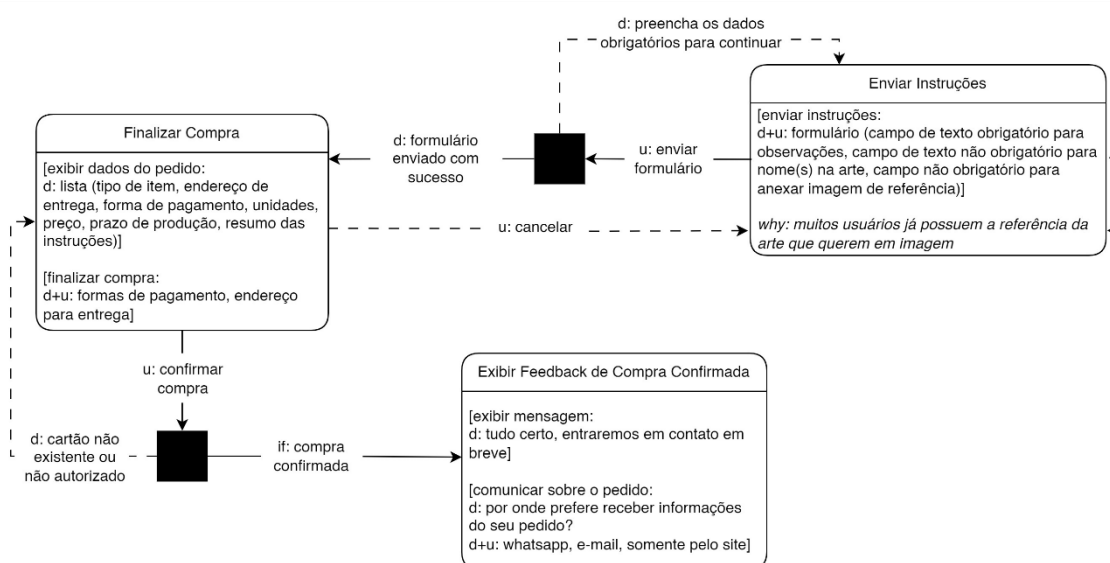 d: preencha os dados
obrigatórios para continuar
Enviar Instruções
[enviar instruções:
d+u: formulário (campo de texto obrigatório para
observações, campo de texto não obrigatório para
nome(s) na arte, campo não obrigatório para
anexar imagem de referência)]
why: muitos usuários já possuem a referência da
arte que querem em imagem
u: enviar
formulário
d: formulário
enviado com
sucesso
Finalizar Compra
[exibir dados do pedido:
d: lista (tipo de item, endereço de
entrega, forma de pagamento, unidades,
preço, prazo de produção, resumo das
instruções)]
[finalizar compra:
d+u: formas de pagamento, endereço
para entrega]
u: cancelar
u: confirmar
compra
d: cartão não
existente ou
não autorizado
if: compra
confirmada
Exibir Feedback de Compra Confirmada
[exibir mensagem:
d: tudo certo, entraremos em contato em
breve]
[comunicar sobre o pedido:
d: por onde prefere receber informações
do seu pedido?
d+u: whatsapp, e-mail, somente pelo site]